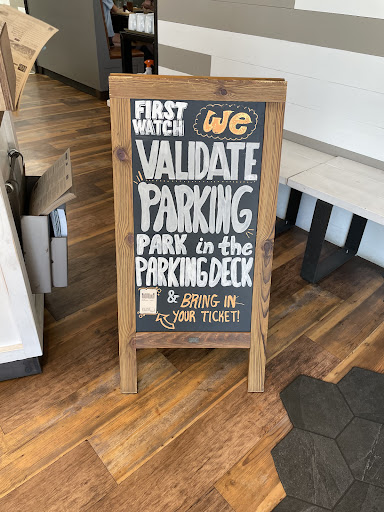 FIRST WATCH
we
VALIDATE
PARKING
PARK in the
PARKING DECK
& BRING IN
YOUR TICKET!